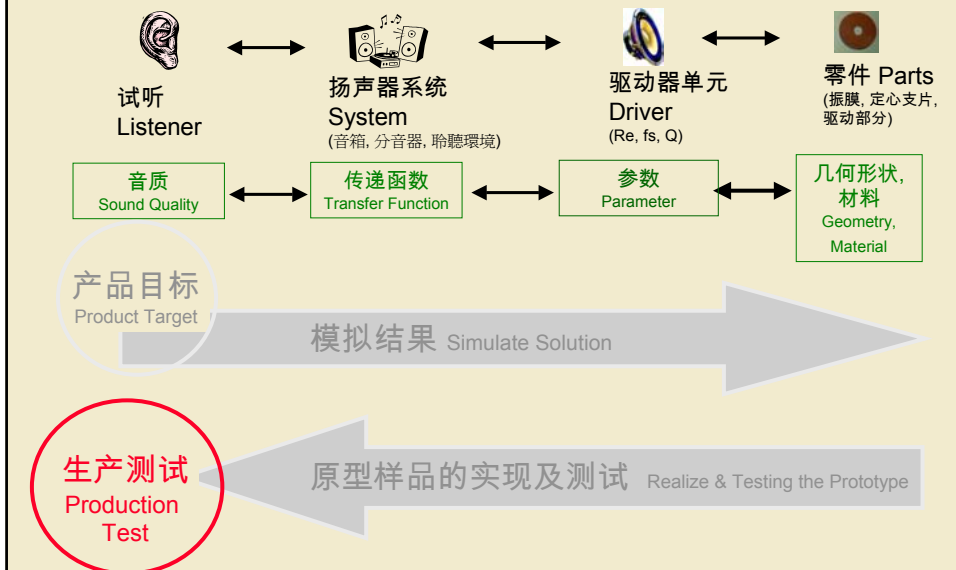 试听
Listener
扬声器系统
System
(音箱, 分音器, 聆聽環境)
驱动器单元
Driver
(Re, fs, Q)
零件 Parts
(振膜, 定心支片,
驱动部分)
音质
Sound Quality
传递函数
Transfer Function
参数
Parameter
几何形状,
材料
Geometry,
Material
产品目标
Product Target
模拟结果 Simulate Solution
生产测试
Production
Test
原型样品的实现及测试 Realize & Testing the Prototype